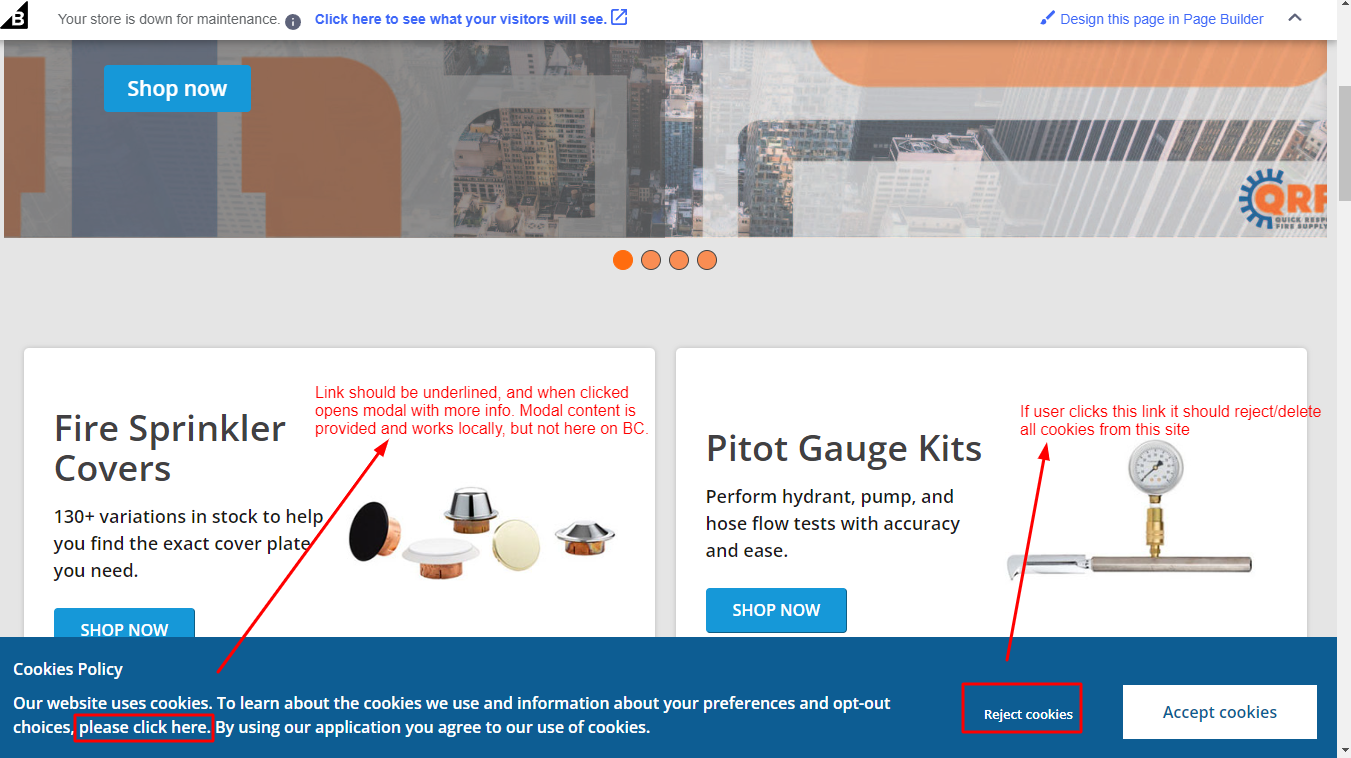 Your store is down for maintenance. Click here to see what your visitors will see. Design this page in Page Builder
Shop now
QRF
QUICK RESP
FIRE SUPPLY
Link should be underlined, and when clicked
opens modal with more info. Modal content is
provided and works locally, but not here on BC.
Fire Sprinkler
Covers
130+ variations in stock to help
you find the exact cover plate
you need.
SHOP NOW
If user clicks this link it should reject/delete
all cookies from this site
Pitot Gauge Kits
Perform hydrant, pump, and
hose flow tests with accuracy
and ease.
SHOP NOW
Cookies Policy
Our website uses cookies. To learn about the cookies we use and information about your preferences and opt-out
choices, please click here. By using our application you agree to our use of cookies.
Reject cookies
Accept cookies